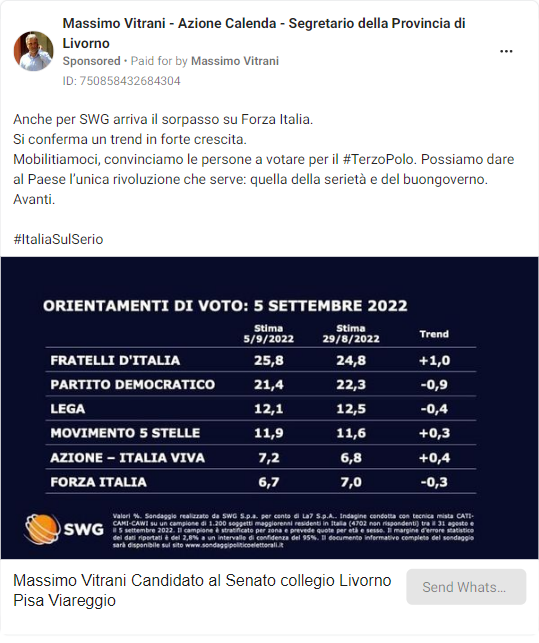 Massimo Vitrani - Azione Calenda - Segretario della Provincia di
Livorno
Sponsored • Paid for by Massimo Vitrani
ID: 750858432684304
Anche per SWG arriva il sorpasso su Forza Italia.
Si conferma un trend in forte crescita.
Mobilitiamoci, convinciamo le persone a votare per il #TerzoPolo. Possiamo dare
al Paese l’unica rivoluzione che serve: quella della serietà e del buongoverno.
Avanti.
#ItaliaSulSerio
ORIENTAMENTI DI VOTO: 5 SETTEMBRE 2022
Stima 5/9/2022 Stima 29/8/2022 Trend
FRATELLI D'ITALIA 25,8 24,8 +1,0
PARTITO DEMOCRATICO 21,4 22,3 -0,9
LEGA 12,1 12,5 -0,4
MOVIMENTO 5 STELLE 11,9 11,6 +0,3
AZIONE – ITALIA VIVA 7,2 6,8 +0,4
FORZA ITALIA 6,7 7,0 -0,3
SWG
Valori %. Sondaggio realizzato da SWG S.p.a. per conto di La7 S.p.A.. Indagine condotta con tecnica mista CATI-
CAMI-CAWI su un campione di 1.200 soggetti maggiorenni residenti in Italia (4702 non rispondenti) tra il 31 agosto e
il 5 settembre 2022. Il campione è stratificato per zona e prevede quote per età e sesso. Il margine d'errore statistico
dei dati riportati è del 2,8% a un intervallo di confidenza del 95%. Il documento informativo completo del sondaggio
sarà disponibile sul sito www.sondaggipoliticoelettorali.it
Massimo Vitrani Candidato al Senato collegio Livorno
Pisa Viareggio
Send Whats...